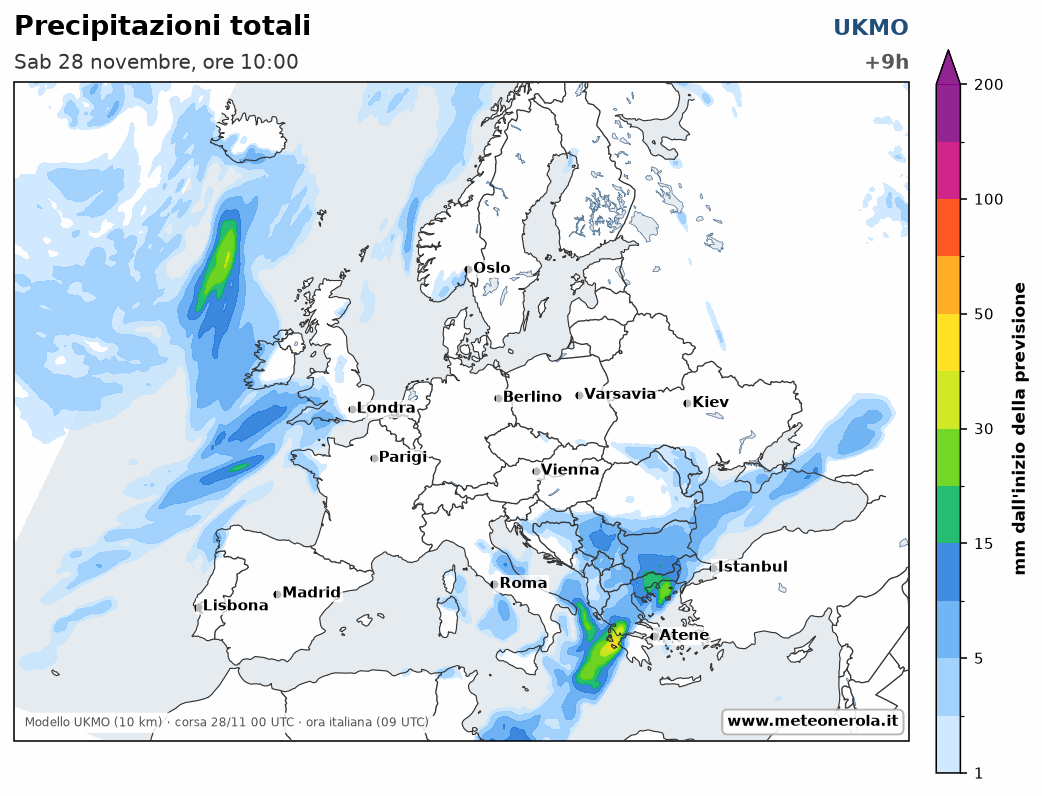 Precipitazioni totali
UKMO
Sab 28 novembre, ore 10:00
+9h
200
100
50
30
15
5
1
mm dall'inizio della previsione
Oslo
Berlino
Varsavia
Kiev
Londra
Parigi
Vienna
Istanbul
Roma
Madrid
Lisbona
Atene
Modello UKMO (10 km) · corsa 28/11 00 UTC · ora italiana (09 UTC)
www.meteonerola.it